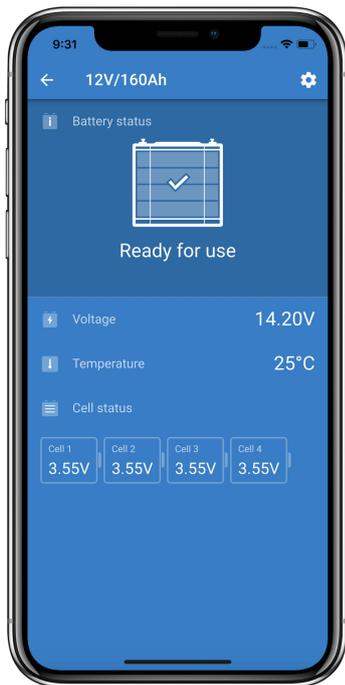 9:31
12V/160Ah
Battery status
Ready for use
Voltage 14.20V
Temperature 25°C
Cell status
Cell 1 Cell 2 Cell 3 Cell 4
3.55V 3.55V 3.55V 3.55V